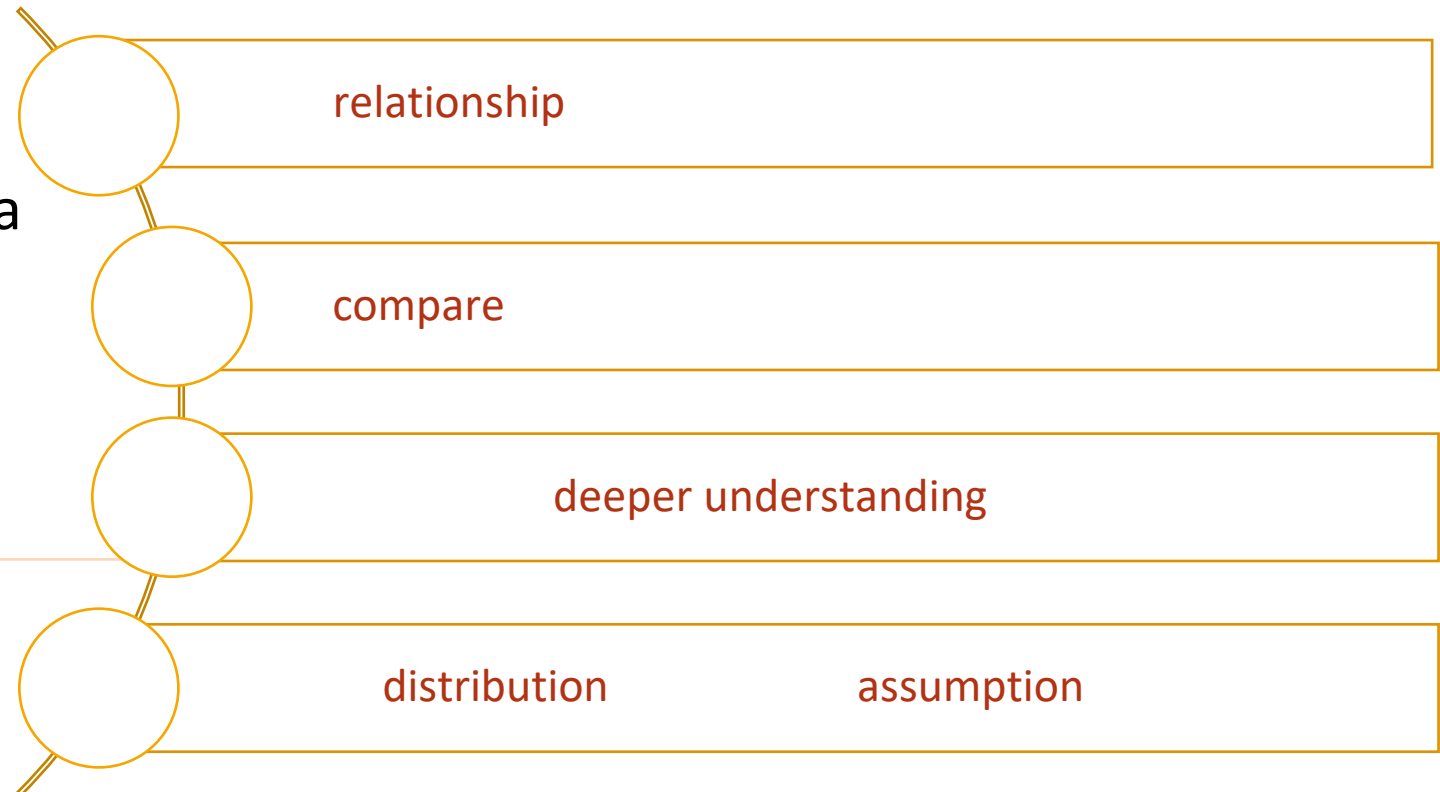 relationship
a
compare
deeper understanding
distribution assumption